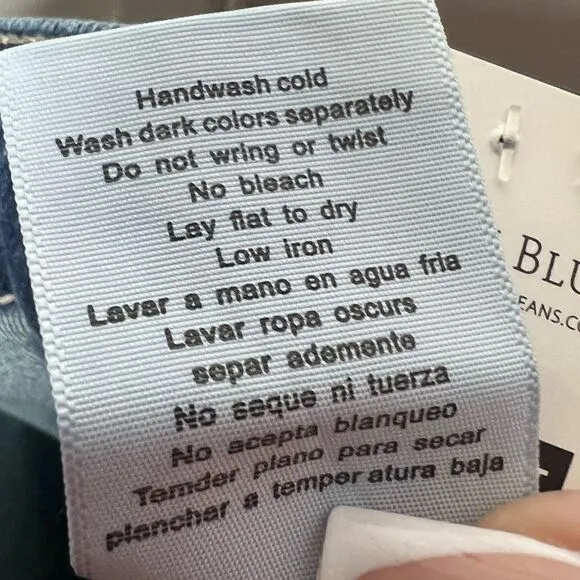 Handwash cold
Wash dark colors separately
Do not wring or twist
No bleach
Lay flat to dry
Low iron
Lavar a mano en agua fria
Lavar ropa oscurs
separ ademente
No seque ni tuerza
No acepta blanqueo
Temder plano para secar
planchar a temper atura baja
BLU
EANS.CO